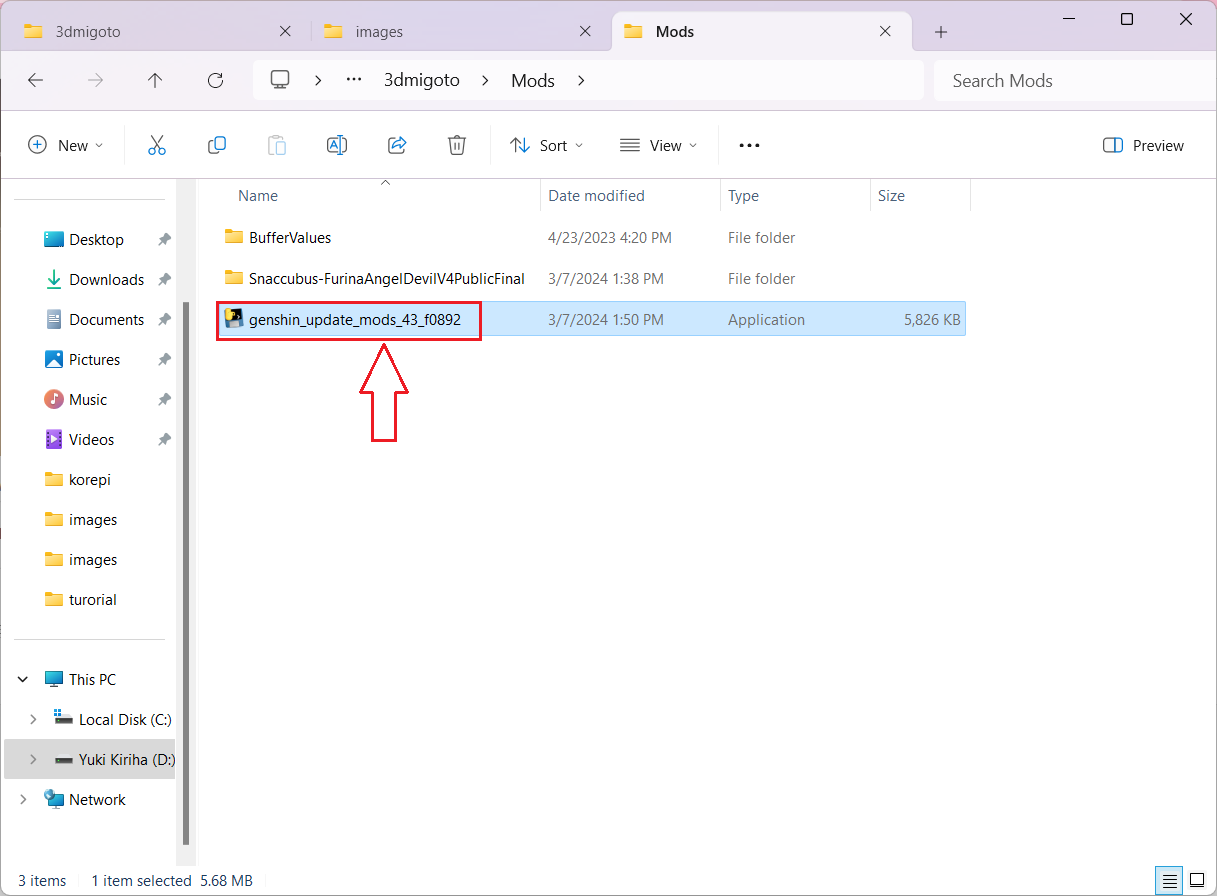 3dmigoto
images
Mods
3dmigoto Mods
Search Mods
New
Sort
View
Preview
Name Date modified Type Size
BufferValues 4/23/2023 4:20 PM File folder
Snaccubus-FurinaAngelDevilV4PublicFinal 3/7/2024 1:38 PM File folder
genshin_update_mods_43_f0892 3/7/2024 1:50 PM Application 5,826 KB
Desktop
Downloads
Documents
Pictures
Music
Videos
korepi
images
images
turorial
This PC
Local Disk (C:)
Yuki Kiriha (D:)
Network
3 items 1 item selected 5.68 MB